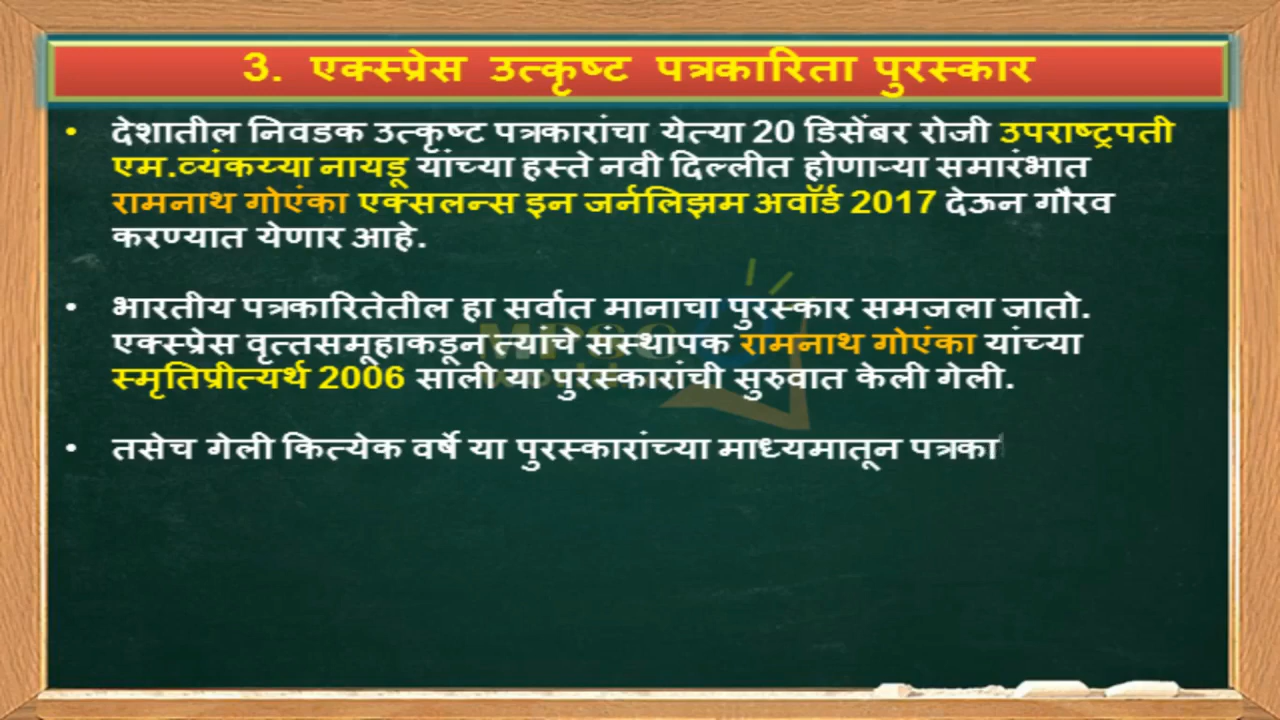 3. एक्स्प्रेस उत्कृष्ट पत्रकारिता पुरस्कार
• देशातील निवडक उत्कृष्ट पत्रकारांचा येत्या 20 डिसेंबर रोजी उपराष्ट्रपती
एम.व्यंकय्या नायडू यांच्या हस्ते नवी दिल्लीत होणाऱ्या समारंभात
रामनाथ गोएंका एक्सलन्स इन जर्नलिझम अवॉर्ड 2017 देऊन गौरव
करण्यात येणार आहे.
• भारतीय पत्रकारितेतील हा सर्वात मानाचा पुरस्कार समजला जातो.
एक्स्प्रेस वृत्तसमूहाकडून त्यांचे संस्थापक रामनाथ गोएंका यांच्या
स्मृतिप्रीत्यर्थ 2006 साली या पुरस्कारांची सुरुवात केली गेली.
• तसेच गेली कित्येक वर्षे या पुरस्कारांच्या माध्यमातून पत्रका